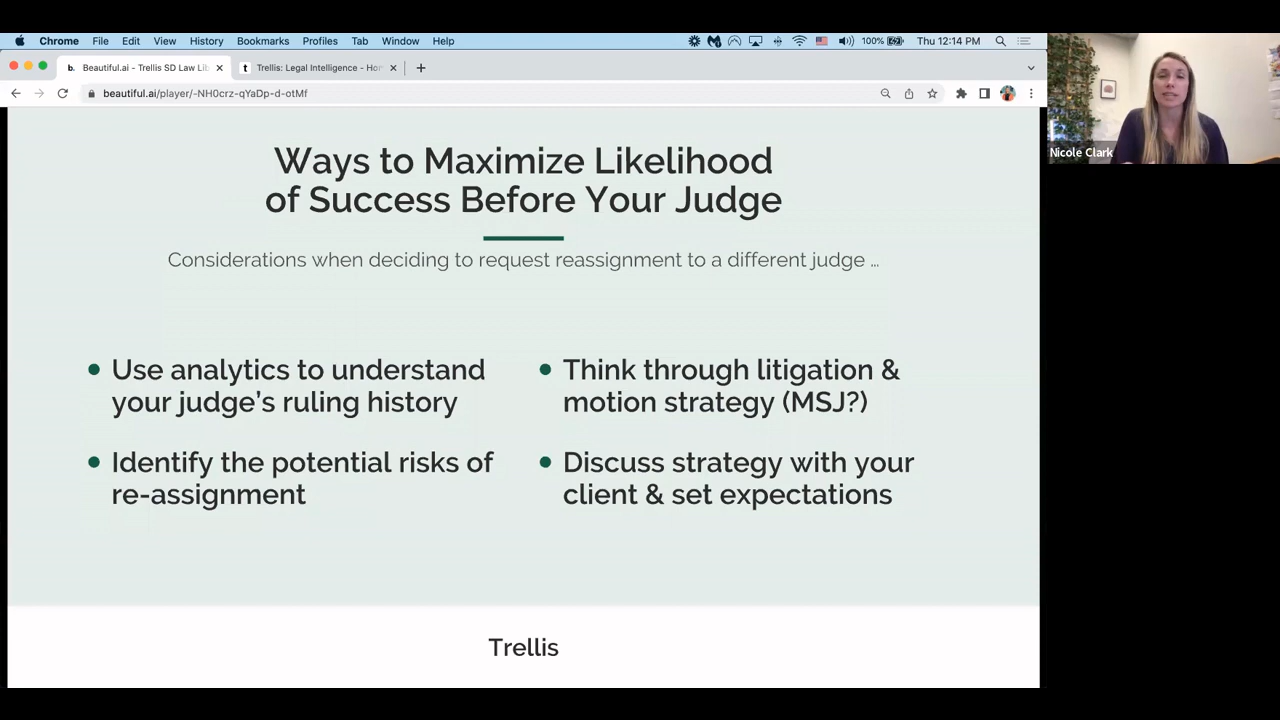 Chrome File Edit View History Bookmarks Profiles Tab Window Help 100% Thu 12:14 PM
b. Beautiful.ai - Trellis SD Law Lib
t Trellis: Legal Intelligence - Ho
beautiful.ai/player/-NH0crz-qYaDp-d-otMf
Nicole Clark
Ways to Maximize Likelihood
of Success Before Your Judge
Considerations when deciding to request reassignment to a different judge ...
Use analytics to understand
your judge's ruling history
Identify the potential risks of
re-assignment
Think through litigation &
motion strategy (MSJ?)
Discuss strategy with your
client & set expectations
Trellis